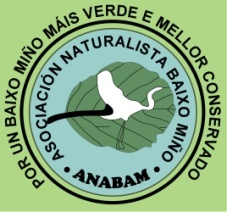 POR UN BAIXO MIÑO MÁIS VERDE E MELLOR CONSERVADO
ASOCIACIÓN NATURALISTA BAIXO MIÑO
• ANABAM •